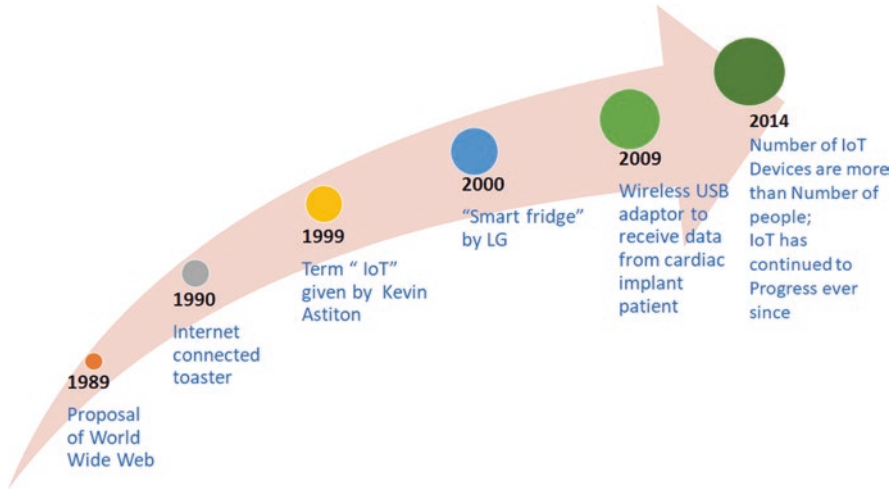 1989
Proposal
of World
Wide Web
1990
Internet
connected
toaster
1999
Term “ IoT”
given by Kevin
Astiton
2000
“Smart fridge”
by LG
2009
Wireless USB
adaptor to
receive data
from cardiac
implant
patient
2014
Number of IoT
Devices are more
than Number of
people;
IoT has
continued to
Progress ever
since